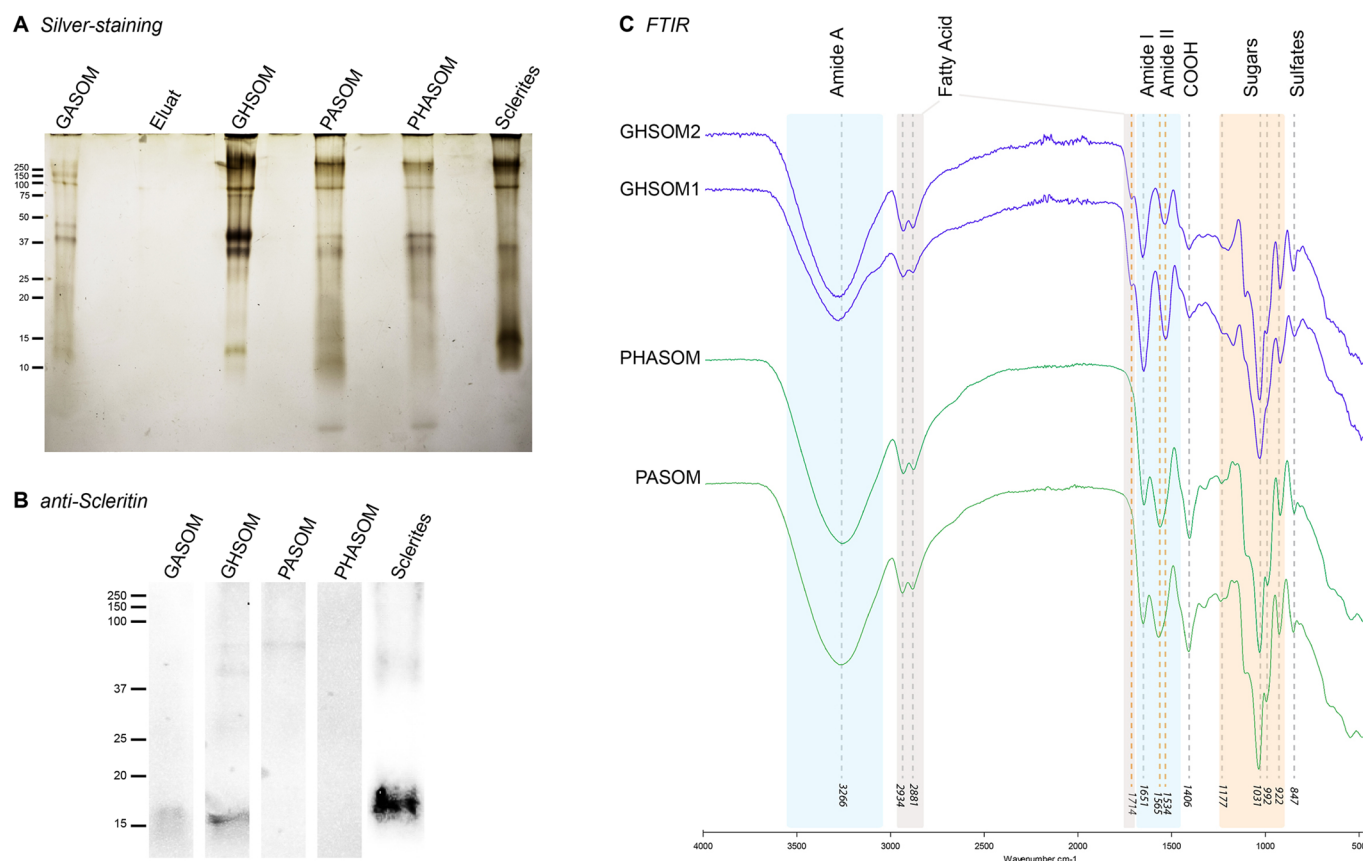 A Silver-staining
GASOM
Eluat
GHSOM
PASOM
PHASOM
Sclerites
250
150
100
75
50
37
25
20
15
10
B anti-Scleritin
GASOM
GHSOM
PASOM
PHASOM
Sclerites
250
150
100
37
25
20
15
C FTIR
Amide A
Fatty Acid
Amide I
Amide II
COOH
Sugars
Sulfates
GHSOM2
GHSOM1
PHASOM
PASOM
3266
2934
2881
1714
1651
1565
1534
1406
1177
1031
992
922
847
4000 3500 3000 2500 2000 1500 1000 500
Wavenumber cm-1